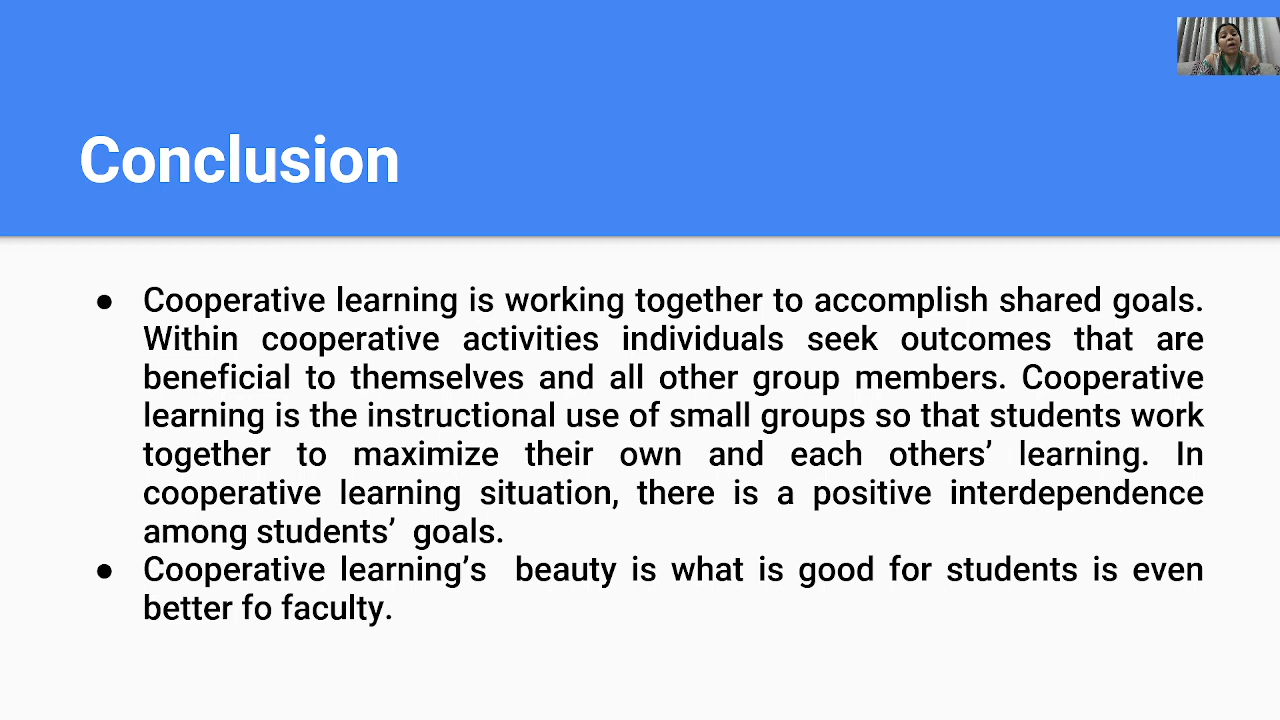 Conclusion
● Cooperative learning is working together to accomplish shared goals.
Within cooperative activities individuals seek outcomes that are
beneficial to themselves and all other group members. Cooperative
learning is the instructional use of small groups so that students work
together to maximize their own and each others’ learning. In
cooperative learning situation, there is a positive interdependence
among students’ goals.
● Cooperative learning’s beauty is what is good for students is even
better fo faculty.